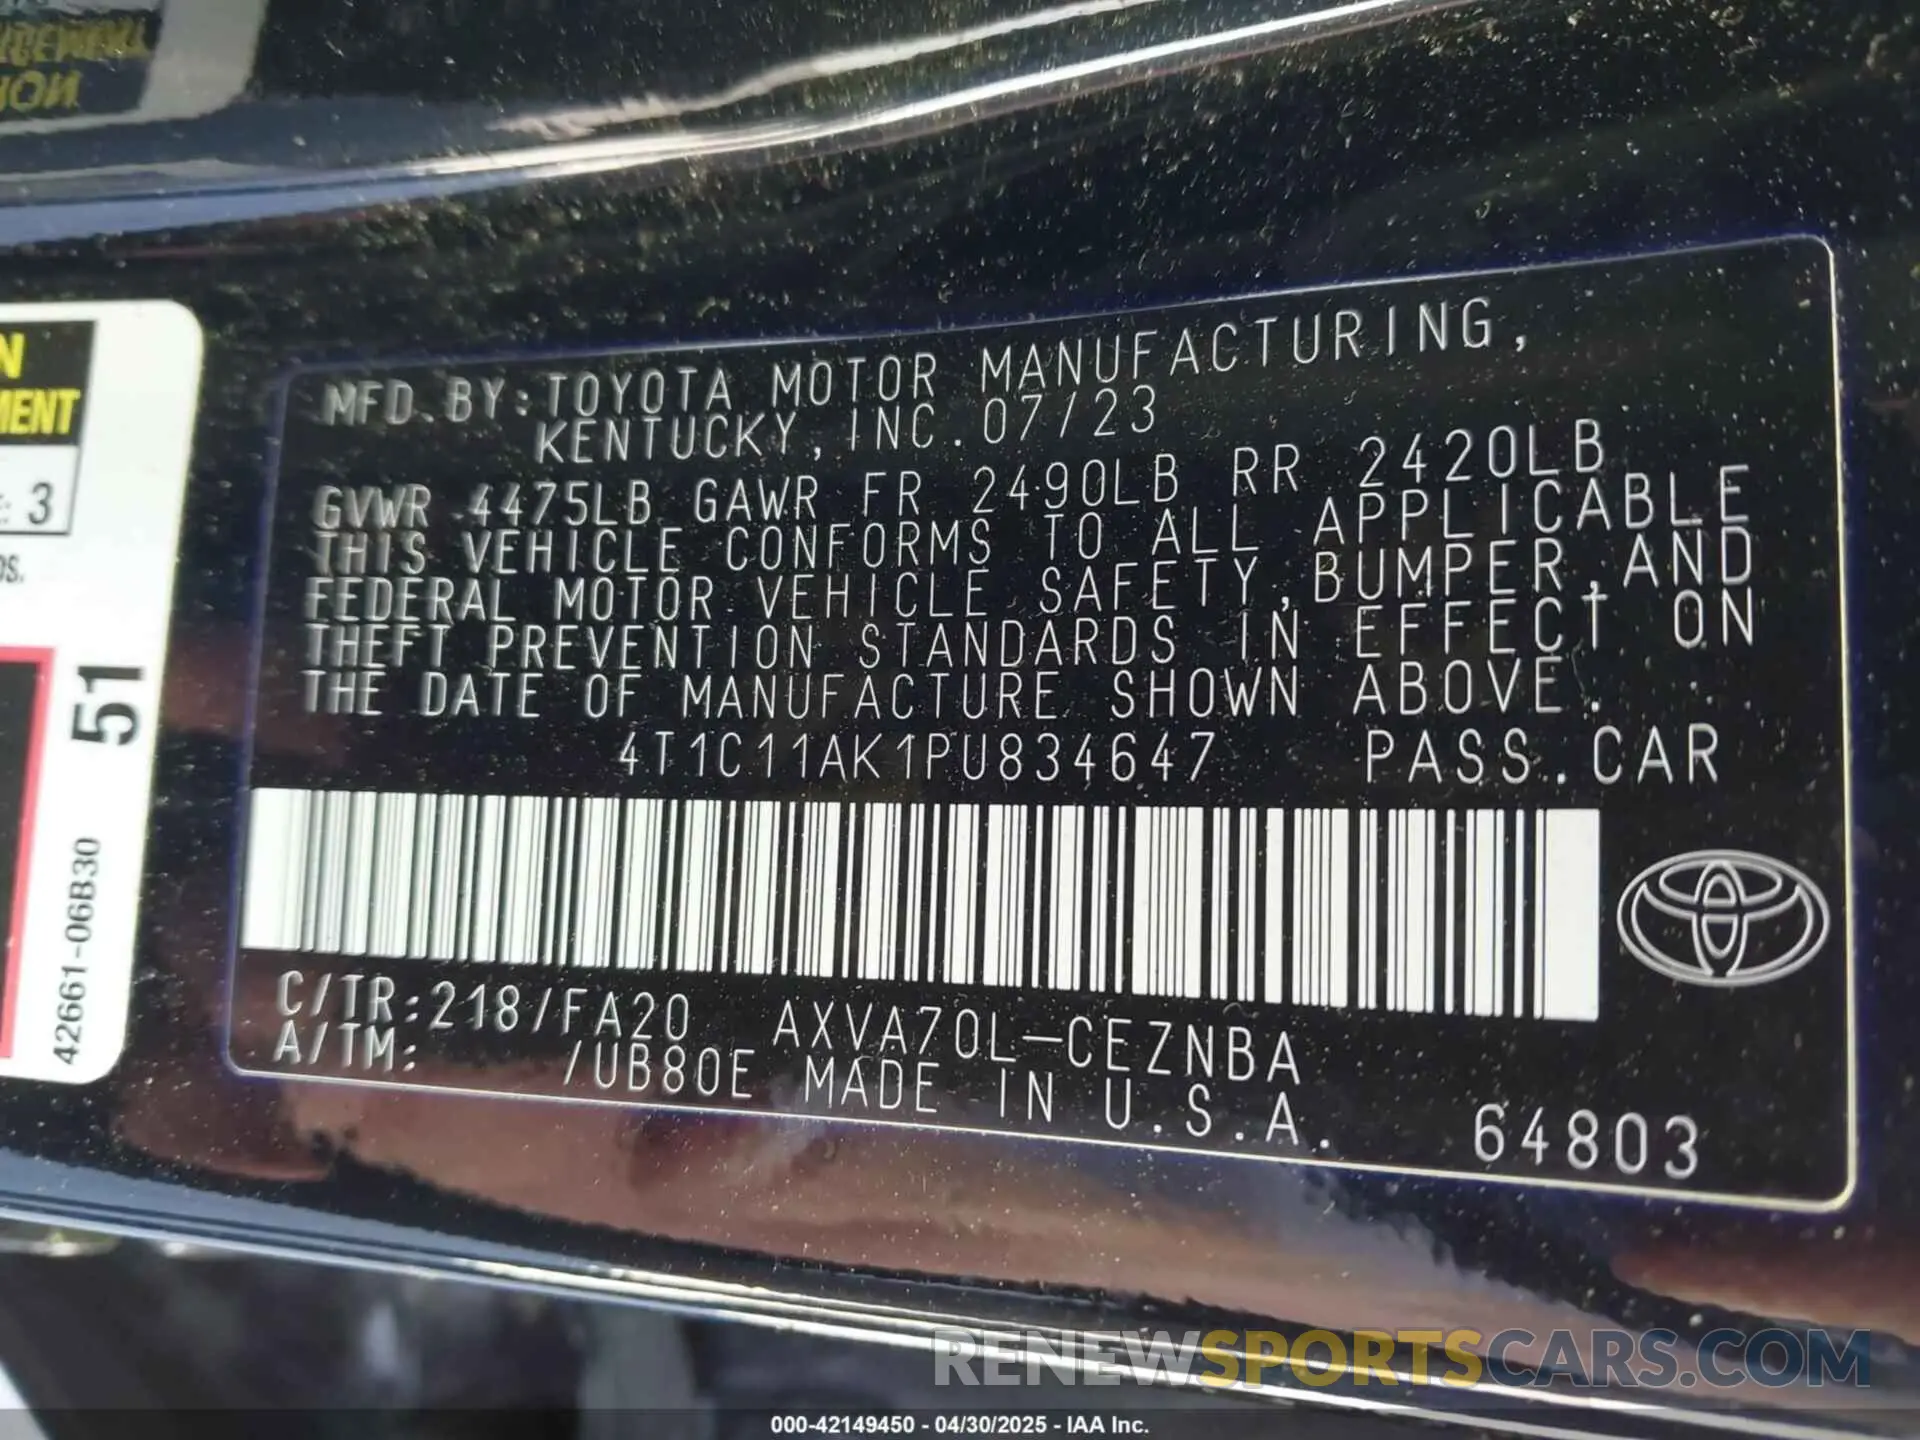 N
MENT
: 3
OS.
51
42661-06B30
MFD. BY: TOYOTA MOTOR MANUFACTURING,
KENTUCKY, INC. 07/23
GVWR 4475LB GAWR FR 2490LB RR 2420LB
THIS VEHICLE CONFORMS TO ALL APPLICABLE
FEDERAL MOTOR VEHICLE SAFETY, BUMPER, AND
THEFT PREVENTION STANDARDS IN EFFECT ON
THE DATE OF MANUFACTURE SHOWN ABOVE.
4T1C11AK1PU834647 PASS. CAR
C/TR: 218/FA20 AXVA70L-CEZNBA
A/TM: /UB80E MADE IN U.S.A. 64803
RENEWSPORTSCARS.COM
000-42149450 - 04/30/2025 - IAA Inc.